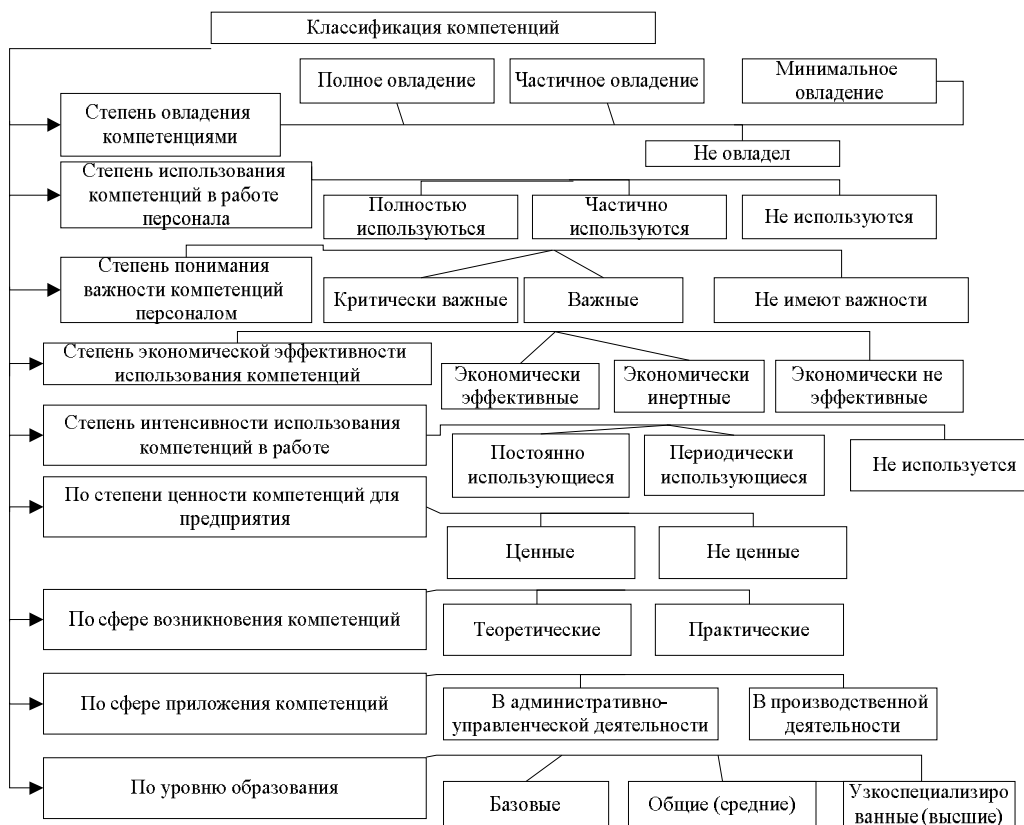 Классификация компетенций
Полное овладение
Частичное овладение
Минимальное
овладение
Степень овладения
компетенциями
Не овладел
Степень использования
компетенций в работе
персонала
Полностью
используються
Частично
используются
Не используются
Степень понимания
важности компетенций
персоналом
Критически важные
Важные
Не имеют важности
Степень экономической эффективности
использования компетенций
Экономически
эффективные
Экономически
инертные
Экономически не
эффективные
Степень интенсивности использования
компетенций в работе
Постоянно
использующиеся
Периодически
использующиеся
Не используется
По степени ценности компетенций для
предприятия
Ценные
Не ценные
По сфере возникновения компетенций
Теоретические
Практические
По сфере приложения компетенций
В административно-
управленческой деятельности
В производственной
деятельности
По уровню образования
Базовые
Общие (средние)
Узкоспециализиро
ванные (высшие)